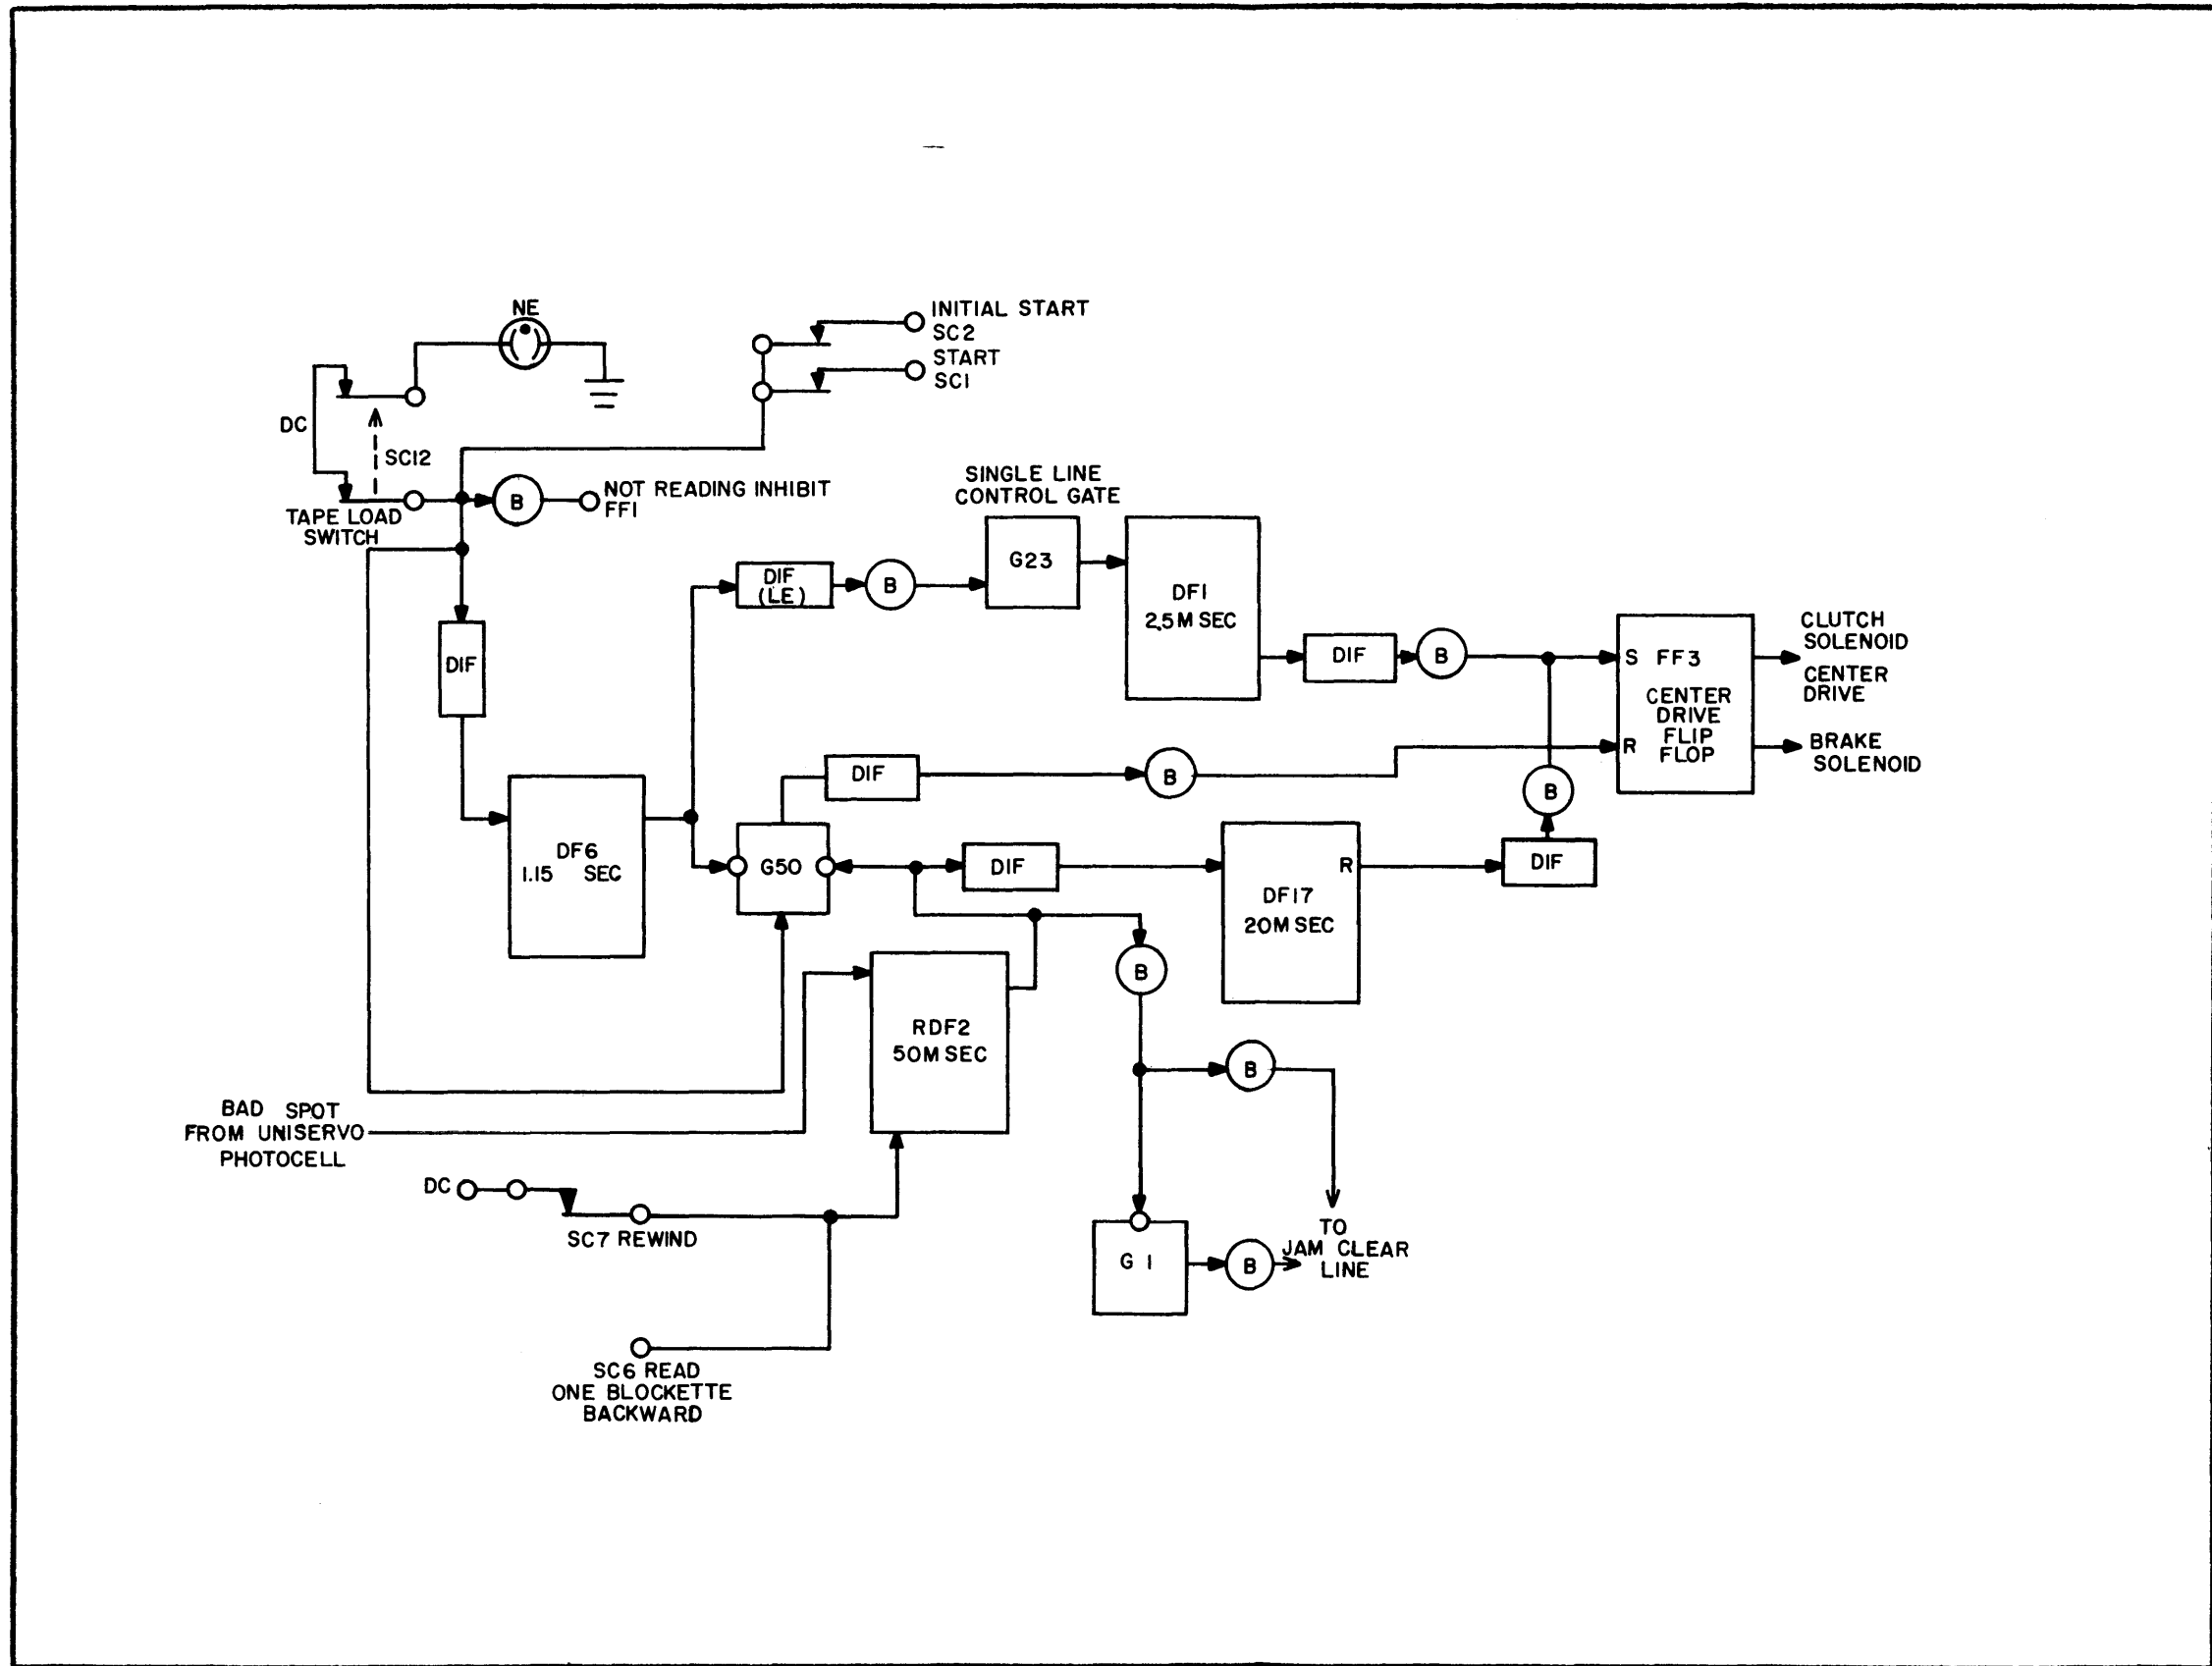 NE
INITIAL START
SC2
START
SC1
DC
SC12
TAPE LOAD
SWITCH
B
NOT READING INHIBIT
FF1
SINGLE LINE
CONTROL GATE
DIF
DIF
(LE)
B
G23
DF1
2.5M SEC
DIF
B
S FF3
CENTER
DRIVE
FLIP
FLOP
R
CLUTCH
SOLENOID
CENTER
DRIVE
BRAKE
SOLENOID
DIF
B
B
DF6
1.15 SEC
G50
DIF
R
DF17
20M SEC
DIF
B
RDF2
50M SEC
B
BAD SPOT
FROM UNISERVO
PHOTOCELL
DC
SC7 REWIND
G 1
B
TO
JAM CLEAR
LINE
SC6 READ
ONE BLOCKETTE
BACKWARD